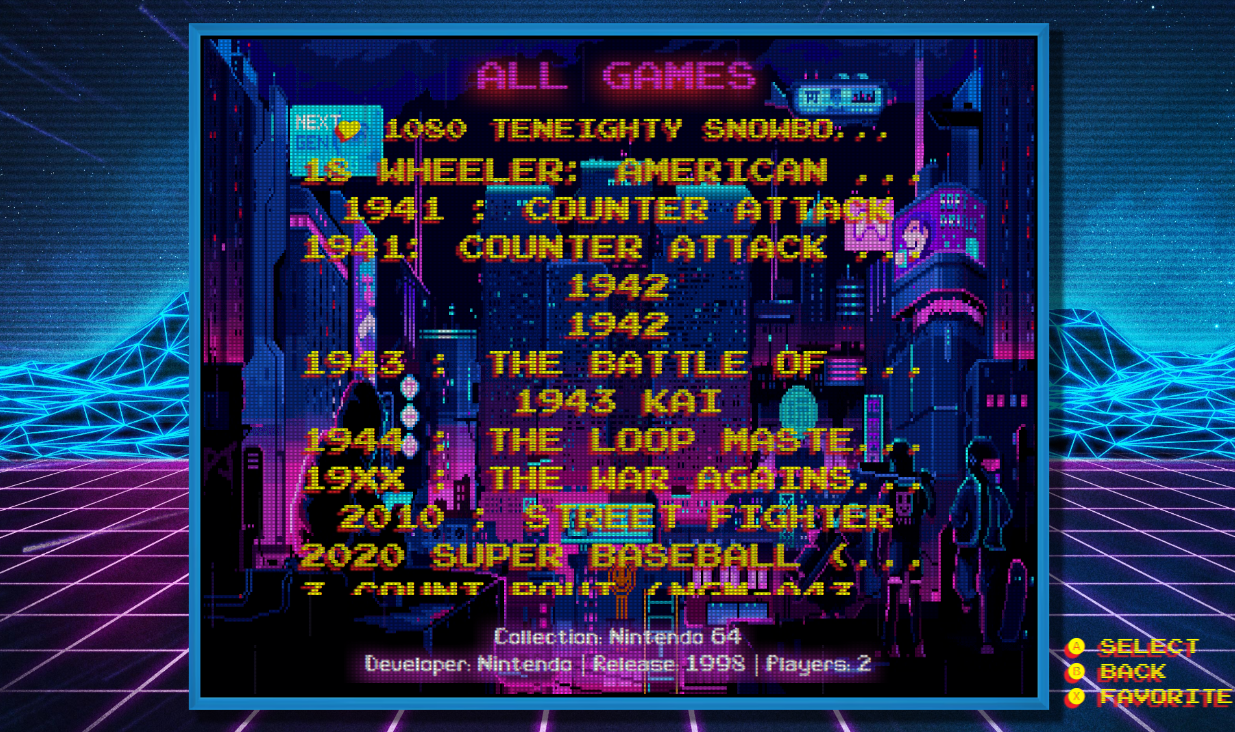 ALL GAMES
NEXT
GEN
1080 TENEIGHTY SNOWBO...
18 WHEELER: AMERICAN ...
1941 : COUNTER ATTACK
1941: COUNTER ATTACK ...
1942
1942
1943 : THE BATTLE OF ...
1943 KAI
1944 : THE LOOP MASTE...
19XX : THE WAR AGAINS...
2010 : STREET FIGHTER
2020 SUPER BASEBALL (...
Collection: Nintendo 64
Developer: Nintendo | Release: 1998 | Players: 2
A SELECT
B BACK
X FAVORITE